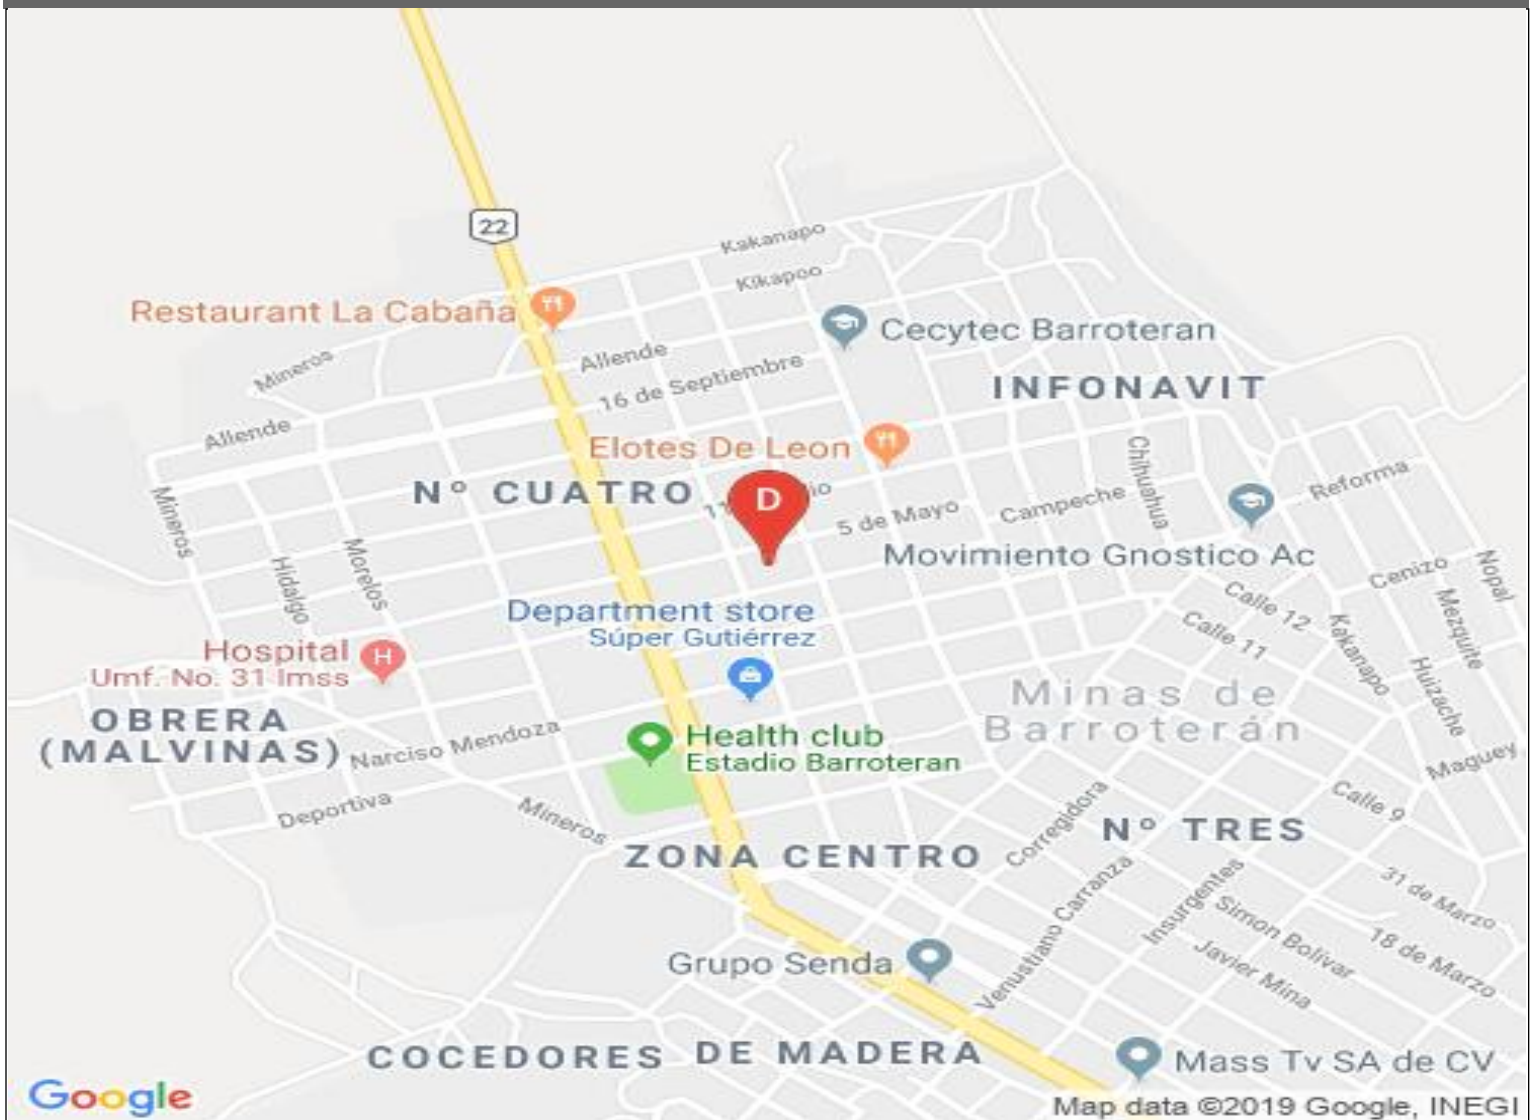 22
Kakanapo
Kikapoo
Restaurant La Cabaña
Cecytec Barroteran
Mineros
Allende
16 de Septiembre
INFONAVIT
Allende
Elotes De Leon
Chihuahua
Reforma
Nº CUATRO
D
Mineros
5 de Mayo
Campeche
Movimiento Gnostico Ac
Hidalgo
Morelos
Cenizo
Nopal
Mezquite
Calle 12
Calle 11
Kakanapo
Huizache
Department store
Súper Gutiérrez
Hospital
H
Umf. No. 31 Imss
Minas de
Barroterán
OBRERA
(MALVINAS)
Narciso Mendoza
Health club
Estadio Barroteran
Maguey
Deportiva
Mineros
Calle 9
Corregidora
Nº TRES
ZONA CENTRO
Venustiano Carranza
Insurgentes
31 de Marzo
Simon Bolivar
18 de Marzo
Javier Mina
Grupo Senda
COCEDORES DE MADERA
Mass Tv SA de CV
Google
Map data ©2019 Google, INEGI